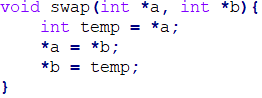 void swap(int *a, int *b){
    int temp = *a;
    *a = *b;
    *b = temp;
}